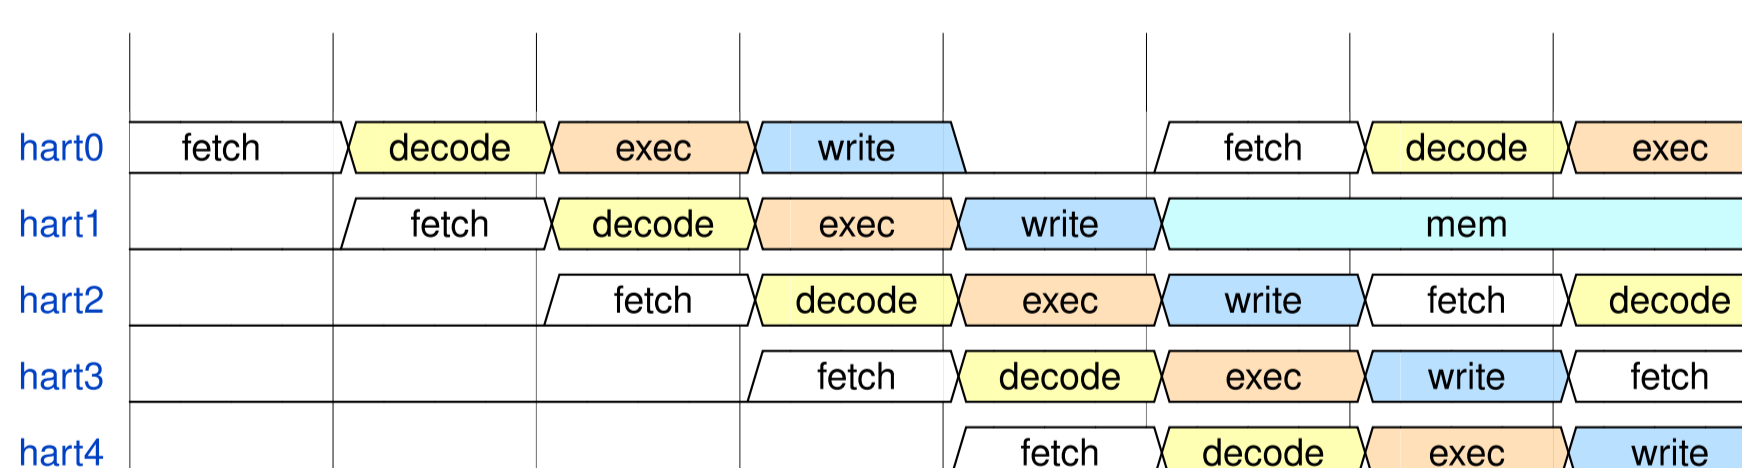 hart0 fetch decode exec write fetch decode exec
hart1 fetch decode exec write mem
hart2 fetch decode exec write fetch decode
hart3 fetch decode exec write fetch
hart4 fetch decode exec write